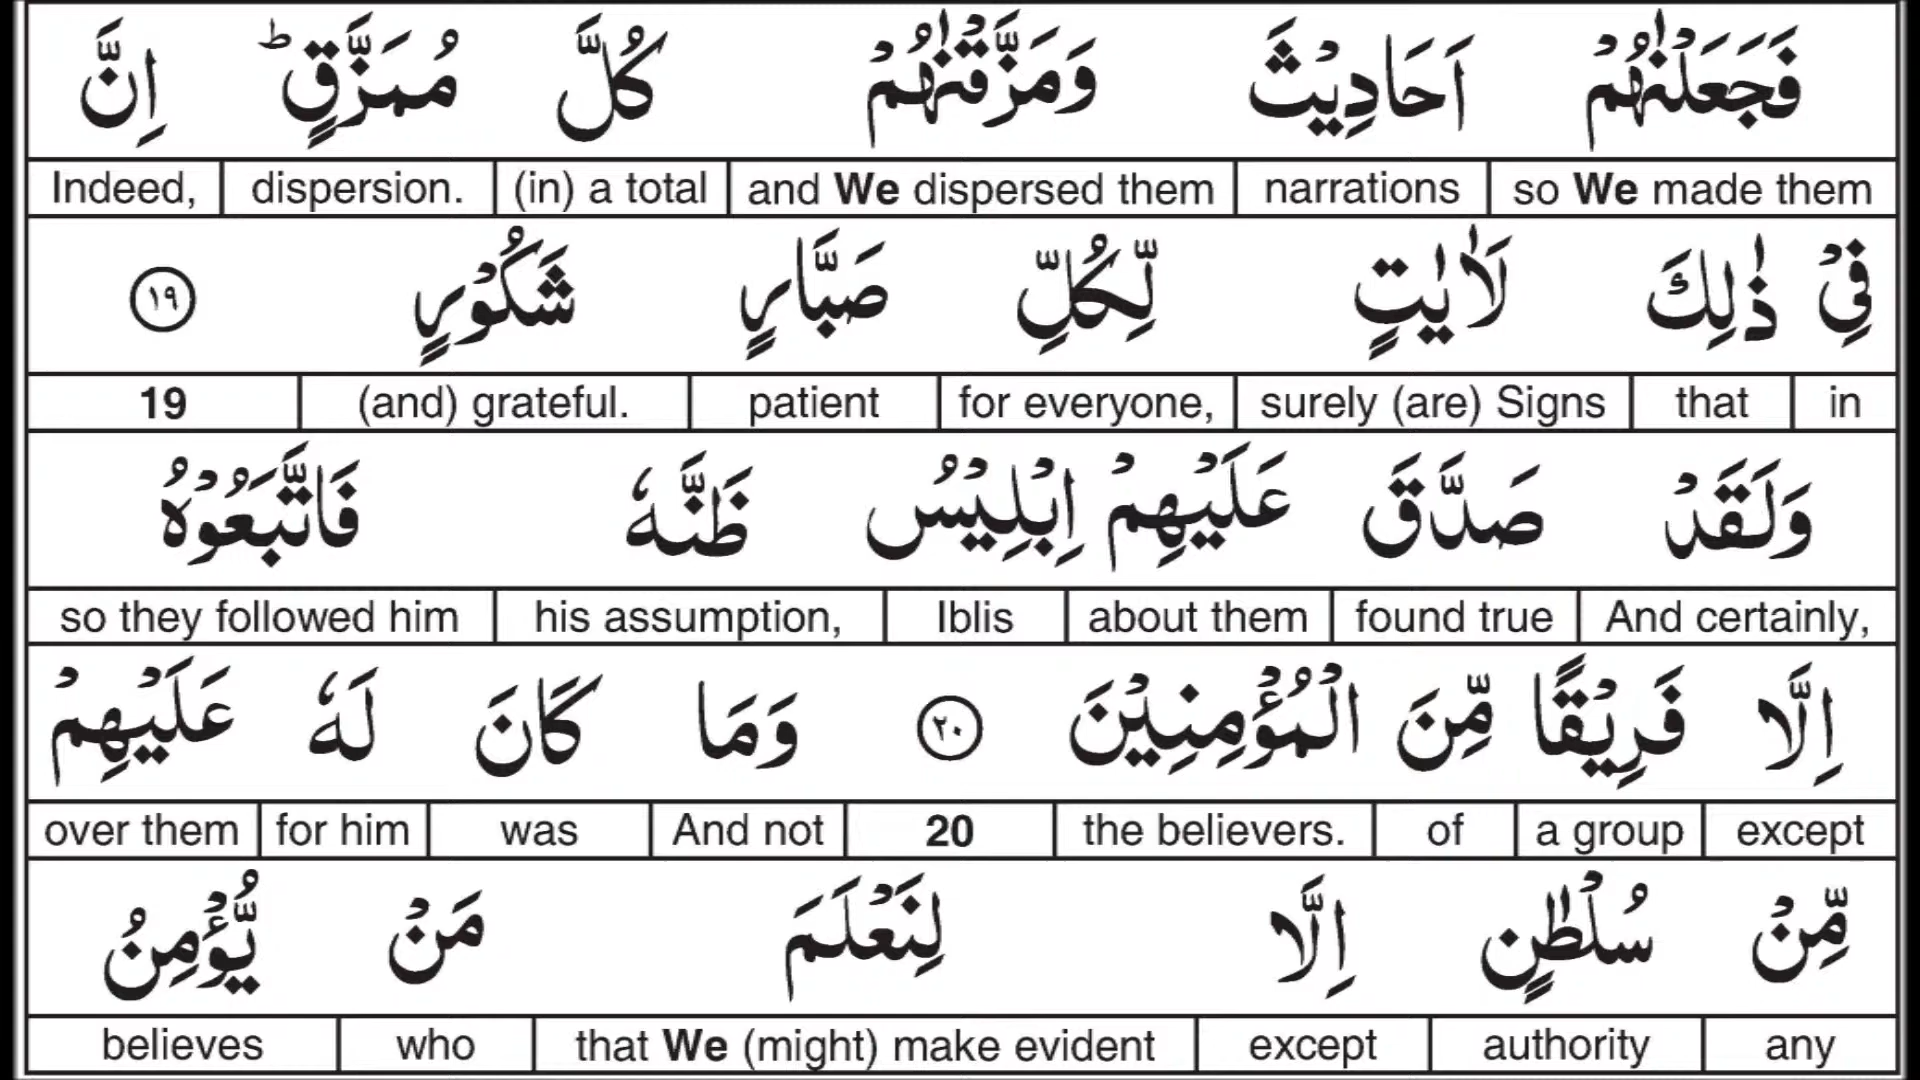 فَجَعَلْنٰهُمْ اَحَادِيْثَ وَمَزَّقْنٰهُمْ كُلَّ مُمَزَّقٍ ؕ اِنَّ
so We made them narrations and We dispersed them (in) a total dispersion. Indeed,
فِيْ ذٰلِكَ لَاٰيٰتٍ لِّكُلِّ صَبَّارٍ شَكُوْرٍ ١٩
in that surely (are) Signs for everyone, patient (and) grateful. 19
وَلَقَدْ صَدَّقَ عَلَيْهِمْ اِبْلِيْسُ ظَنَّهٗ فَاتَّبَعُوْهُ
And certainly, found true about them Iblis his assumption, so they followed him
اِلَّا فَرِيْقًا مِّنَ الْمُؤْمِنِيْنَ ٢٠ وَمَا كَانَ لَهٗ عَلَيْهِمْ
except a group of the believers. 20 And not was for him over them
مِّنْ سُلْطٰنٍ اِلَّا لِنَعْلَمَ مَنْ يُّؤْمِنُ
any authority except that We (might) make evident who believes